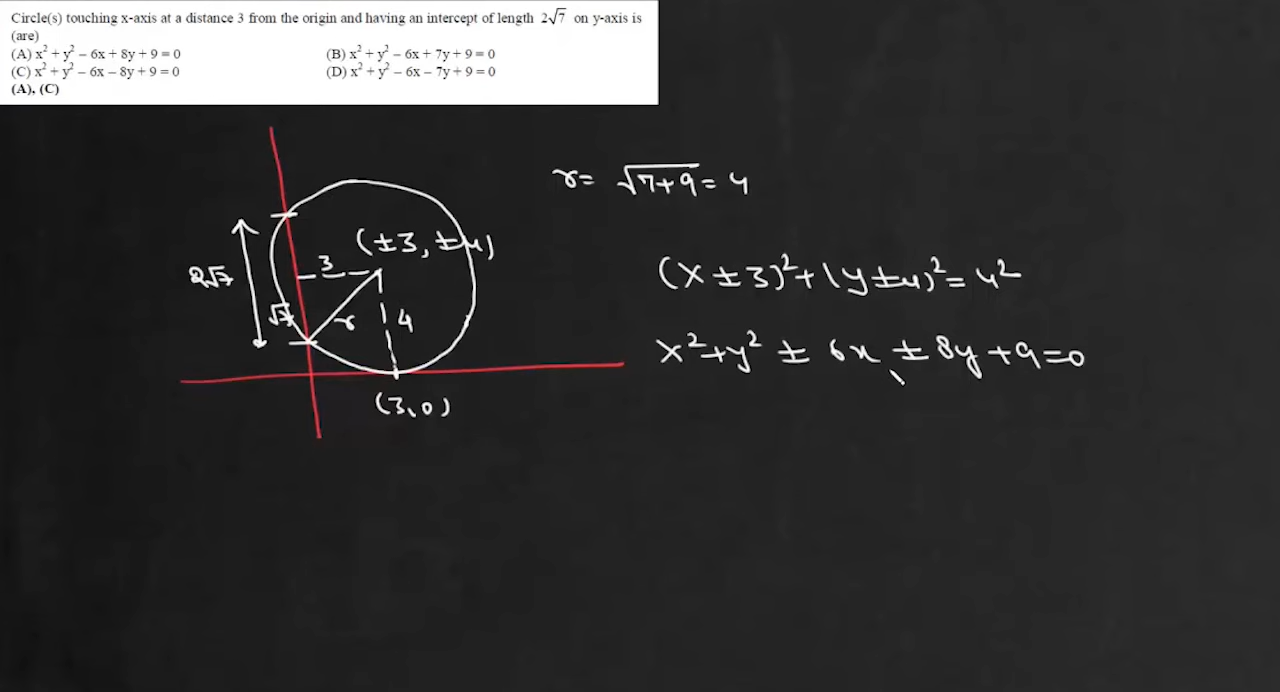 Circle(s) touching x-axis at a distance 3 from the origin and having an intercept of length 2√7 on y-axis is
(are)
(A) x² + y² – 6x + 8y + 9 = 0 (B) x² + y² – 6x + 7y + 9 = 0
(C) x² + y² – 6x – 8y + 9 = 0 (D) x² + y² – 6x – 7y + 9 = 0
(A), (C)
r = √7+9 = 4
(±3, ±4)
3
2√7
√7
r
4
(3,0)
(x ± 3)² + (y ± 4)² = 4²
x² + y² ± 6x ± 8y + 9 = 0